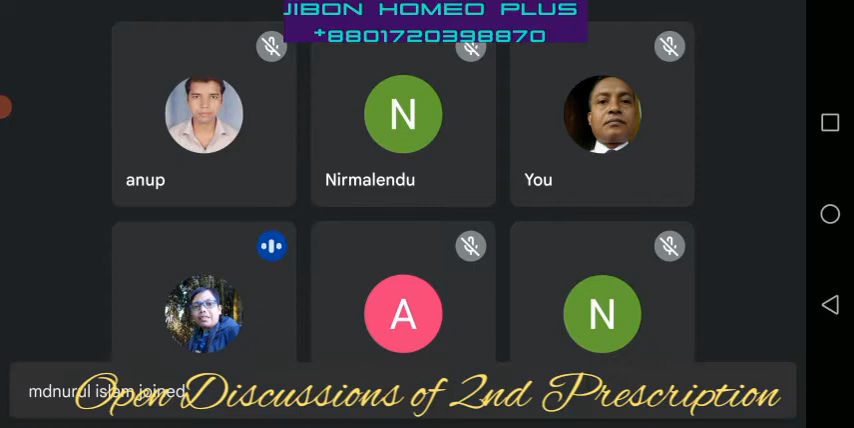 JIBON HOMEO PLUS
+8801720398870
anup
Nirmalendu
You
N
A
N
mdnurul islam joined
Open Discussions of 2nd Prescription